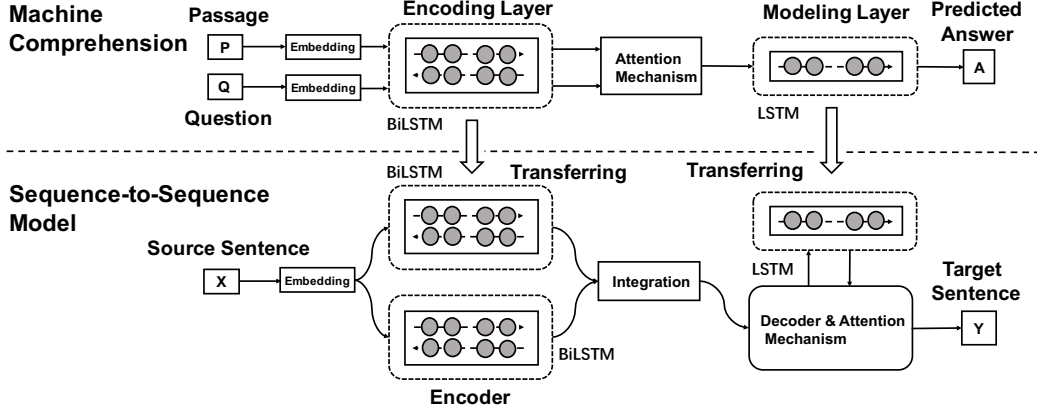 Machine
Comprehension
Passage
P
Embedding
Q
Embedding
Question
Encoding Layer
BiLSTM
Attention
Mechanism
Modeling Layer
LSTM
Predicted
Answer
A
Sequence-to-Sequence
Model
BiLSTM
Transferring
Transferring
Source Sentence
X
Embedding
BiLSTM
Encoder
Integration
LSTM
Decoder & Attention
Mechanism
Target
Sentence
Y